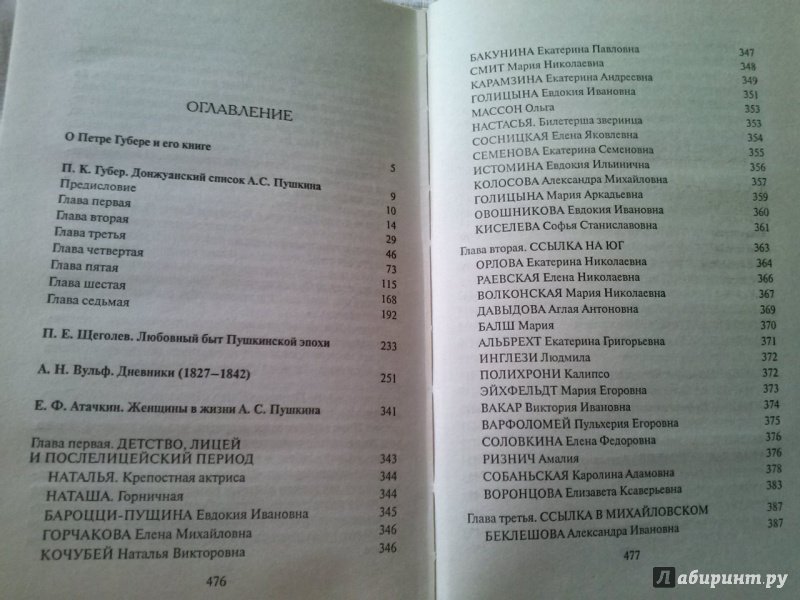 ОГЛАВЛЕНИЕ
О Петре Губере и его книге 5
П. К. Губер. Донжуанский список А.С. Пушкина
Предисловие 9
Глава первая 10
Глава вторая 14
Глава третья 29
Глава четвертая 46
Глава пятая 73
Глава шестая 115
Глава седьмая 168
192
П. Е. Щеголев. Любовный быт Пушкинской эпохи 233
А. Н. Вульф. Дневники (1827–1842) 251
Е. Ф. Атачкин. Женщины в жизни А. С. Пушкина 341
Глава первая. ДЕТСТВО, ЛИЦЕЙ
И ПОСЛЕЛИЦЕЙСКИЙ ПЕРИОД 343
НАТАЛЬЯ. Крепостная актриса 344
НАТАША. Горничная 344
БАРОЦЦИ-ПУЩИНА Евдокия Ивановна 345
ГОРЧАКОВА Елена Михайловна 346
КОЧУБЕЙ Наталья Викторовна 346
476
БАКУНИНА Екатерина Павловна 347
СМИТ Мария Николаевна 348
КАРАМЗИНА Екатерина Андреевна 349
ГОЛИЦЫНА Евдокия Ивановна 351
МАССОН Ольга 353
НАСТАСЬЯ. Билетерша зверинца 353
СОСНИЦКАЯ Елена Яковлевна 354
СЕМЕНОВА Екатерина Семеновна 355
ИСТОМИНА Евдокия Ильинична 356
КОЛОСОВА Александра Михайловна 357
ГОЛИЦЫНА Мария Аркадьевна 359
ОВОШНИКОВА Евдокия Ивановна 360
КИСЕЛЕВА Софья Станиславовна 361
Глава вторая. ССЫЛКА НА ЮГ 363
ОРЛОВА Екатерина Николаевна 364
РАЕВСКАЯ Елена Николаевна 366
ВОЛКОНСКАЯ Мария Николаевна 367
ДАВЫДОВА Аглая Антоновна 369
БАЛШ Мария 370
АЛЬБРЕХТ Екатерина Григорьевна 371
ИНГЛЕЗИ Людмила 372
ПОЛИХРОНИ Калипсо 372
ЭЙХФЕЛЬДТ Мария Егоровна 373
ВАКАР Виктория Ивановна 374
ВАРФОЛОМЕЙ Пульхерия Егоровна 375
СОЛОВКИНА Елена Федоровна 376
РИЗНИЧ Амалия 376
СОБАНЬСКАЯ Каролина Адамовна 378
ВОРОНЦОВА Елизавета Ксаверьевна 383
Глава третья. ССЫЛКА В МИХАЙЛОВСКОМ 387
БЕКЛЕШОВА Александра Ивановна 387
477
Лабиринт.ру